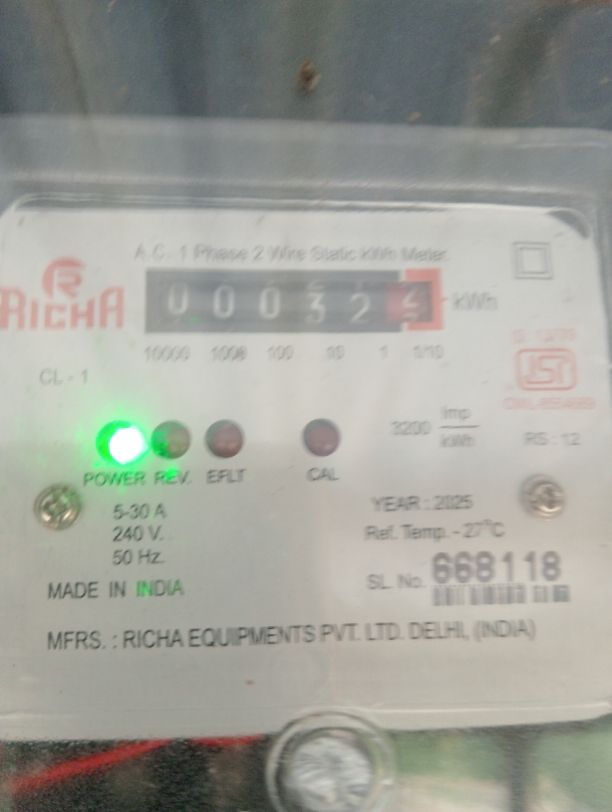 A.C. 1 Phase 2 Wire Static kWh Meter
RICHA
0 0 0 3 2 kWh
10000 1000 100 10 1 1/10
CL - 1
ISI
3200 Imp
kWh
RS : 12
POWER REV. EFLT CAL
5-30 A
240 V.
50 Hz.
YEAR : 2025
Ref. Temp. - 27°C
MADE IN INDIA
SL. No. 668118
MFRS. : RICHA EQUIPMENTS PVT. LTD. DELHI, (INDIA)